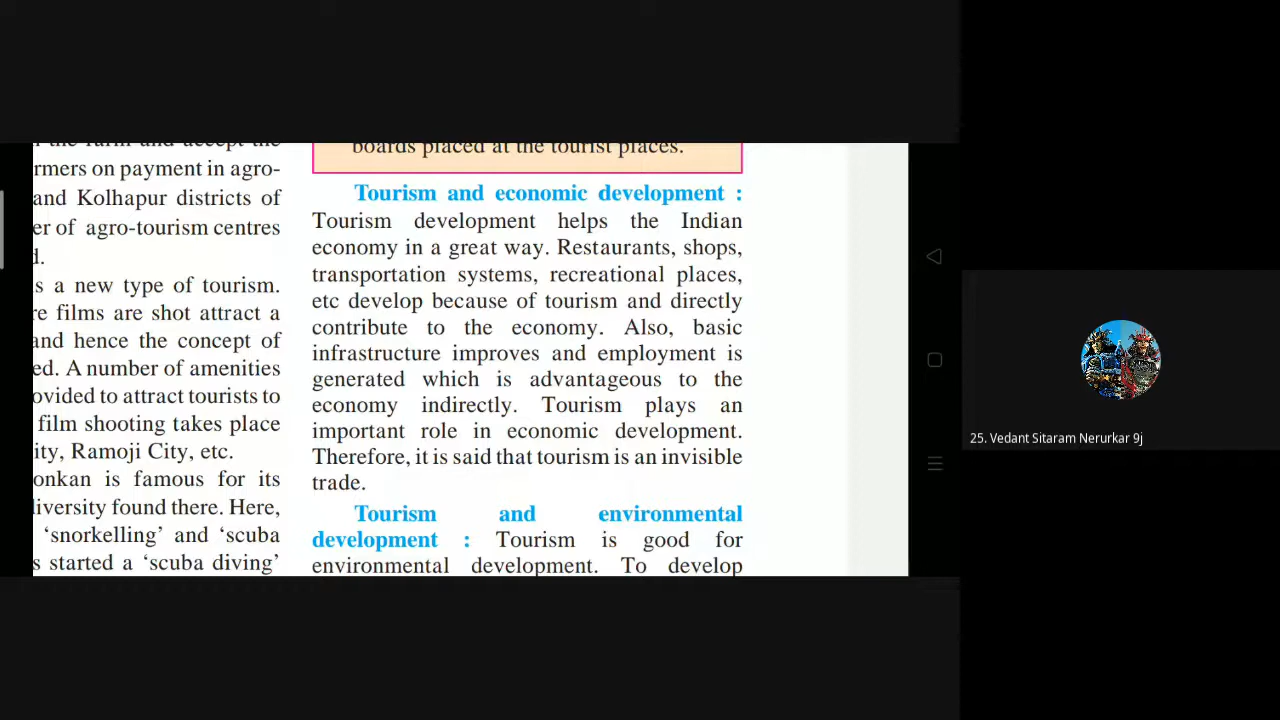 the farm and accept the
rmers on payment in agro-
and Kolhapur districts of
er of agro-tourism centres
d.
s a new type of tourism.
re films are shot attract a
and hence the concept of
ed. A number of amenities
ovided to attract tourists to
film shooting takes place
ity, Ramoji City, etc.
onkan is famous for its
diversity found there. Here,
‘snorkelling’ and ‘scuba
s started a ‘scuba diving’
boards placed at the tourist places.
Tourism and economic development :
Tourism development helps the Indian
economy in a great way. Restaurants, shops,
transportation systems, recreational places,
etc develop because of tourism and directly
contribute to the economy. Also, basic
infrastructure improves and employment is
generated which is advantageous to the
economy indirectly. Tourism plays an
important role in economic development.
Therefore, it is said that tourism is an invisible
trade.
Tourism and environmental
development : Tourism is good for
environmental development. To develop
25. Vedant Sitaram Nerurkar 9j